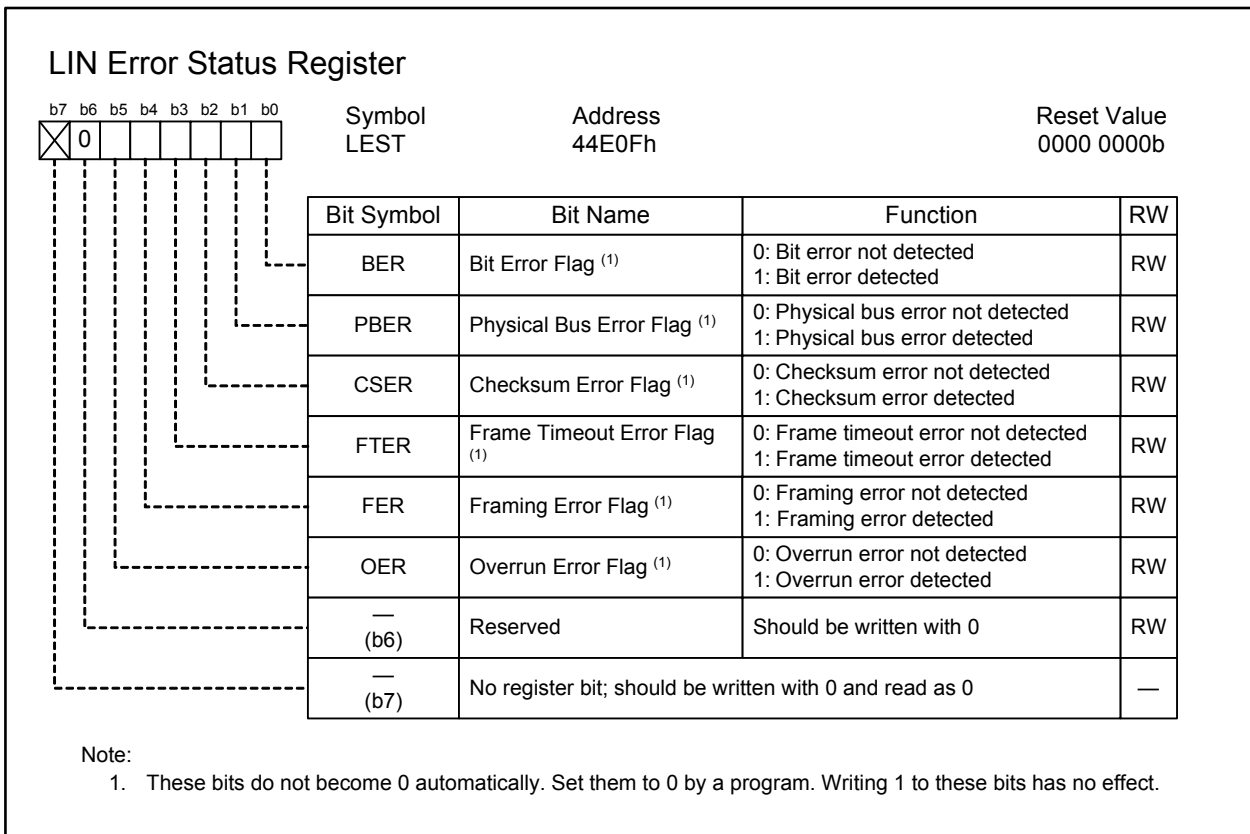 LIN Error Status Register
b7 b6 b5 b4 b3 b2 b1 b0
0
Symbol Address Reset Value
LEST 44E0Fh 0000 0000b
Bit Symbol Bit Name Function RW
BER Bit Error Flag (1) 0: Bit error not detected RW
1: Bit error detected
PBER Physical Bus Error Flag (1) 0: Physical bus error not detected RW
1: Physical bus error detected
CSER Checksum Error Flag (1) 0: Checksum error not detected RW
1: Checksum error detected
FTER Frame Timeout Error Flag 0: Frame timeout error not detected RW
(1) 1: Frame timeout error detected
FER Framing Error Flag (1) 0: Framing error not detected RW
1: Framing error detected
OER Overrun Error Flag (1) 0: Overrun error not detected RW
1: Overrun error detected
—
(b6) Reserved Should be written with 0 RW
—
(b7) No register bit; should be written with 0 and read as 0 —
Note:
1. These bits do not become 0 automatically. Set them to 0 by a program. Writing 1 to these bits has no effect.